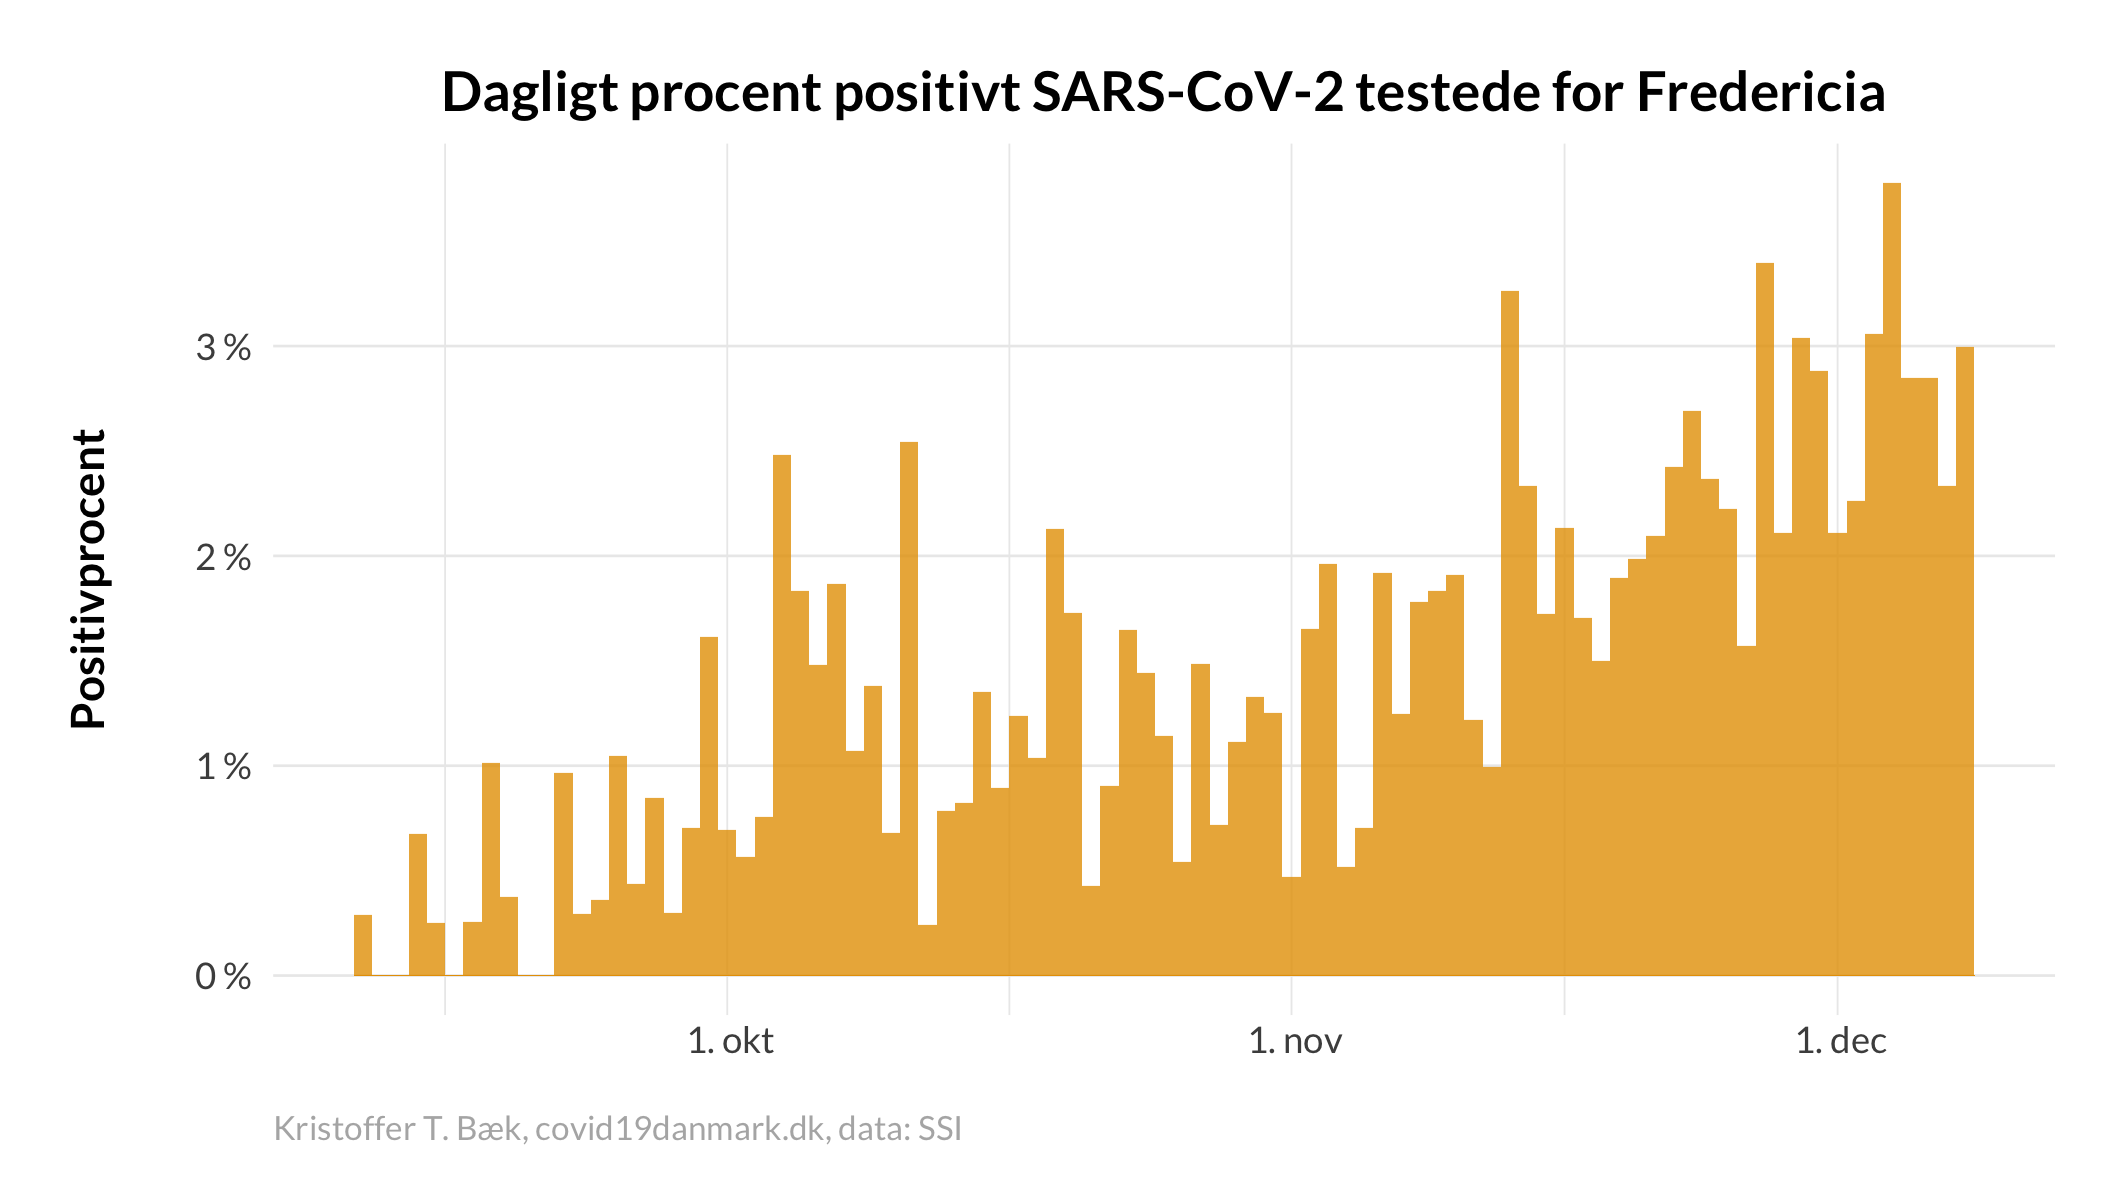 Dagligt procent positivt SARS-CoV-2 testede for Fredericia
Positivprocent
3 %
2 %
1 %
0 %
1. okt
1. nov
1. dec
Kristoffer T. Bæk, covid19danmark.dk, data: SSI